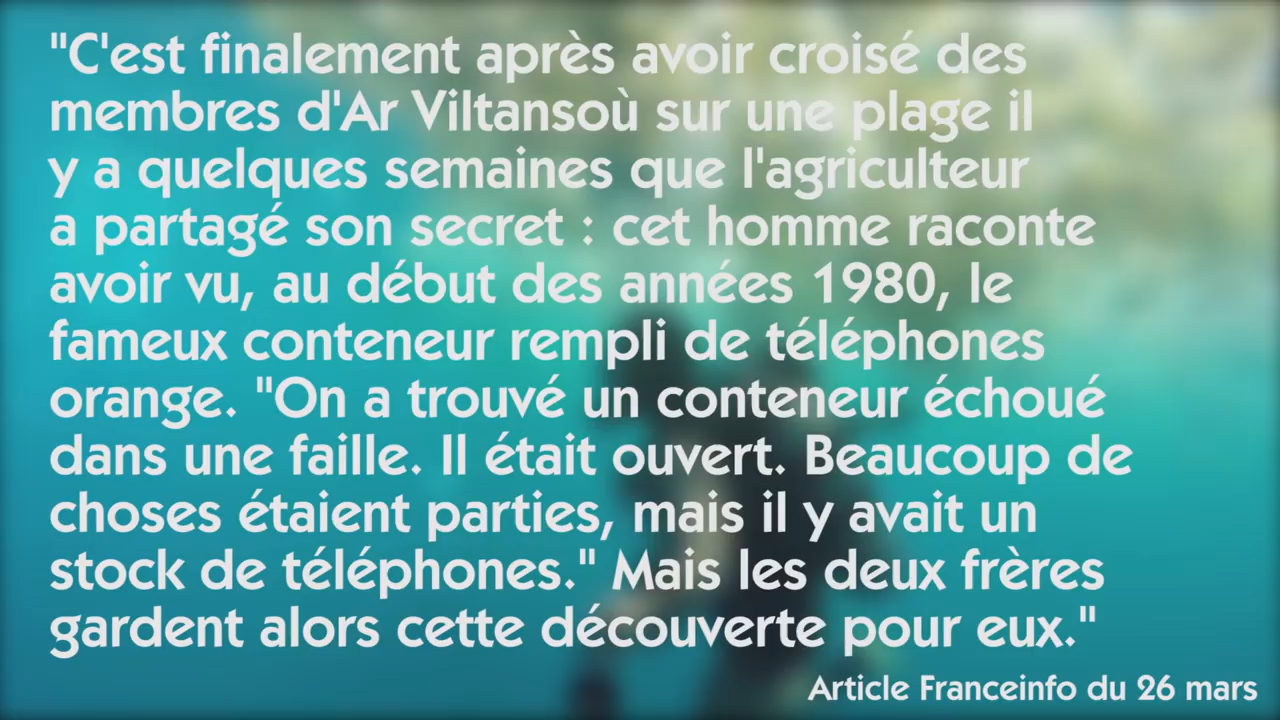 "C'est finalement après avoir croisé des
membres d'Ar Viltansoù sur une plage il
y a quelques semaines que l'agriculteur
a partagé son secret : cet homme raconte
avoir vu, au début des années 1980, le
fameux conteneur rempli de téléphones
orange. "On a trouvé un conteneur échoué
dans une faille. Il était ouvert. Beaucoup de
choses étaient parties, mais il y avait un
stock de téléphones." Mais les deux frères
gardent alors cette découverte pour eux."
Article Franceinfo du 26 mars